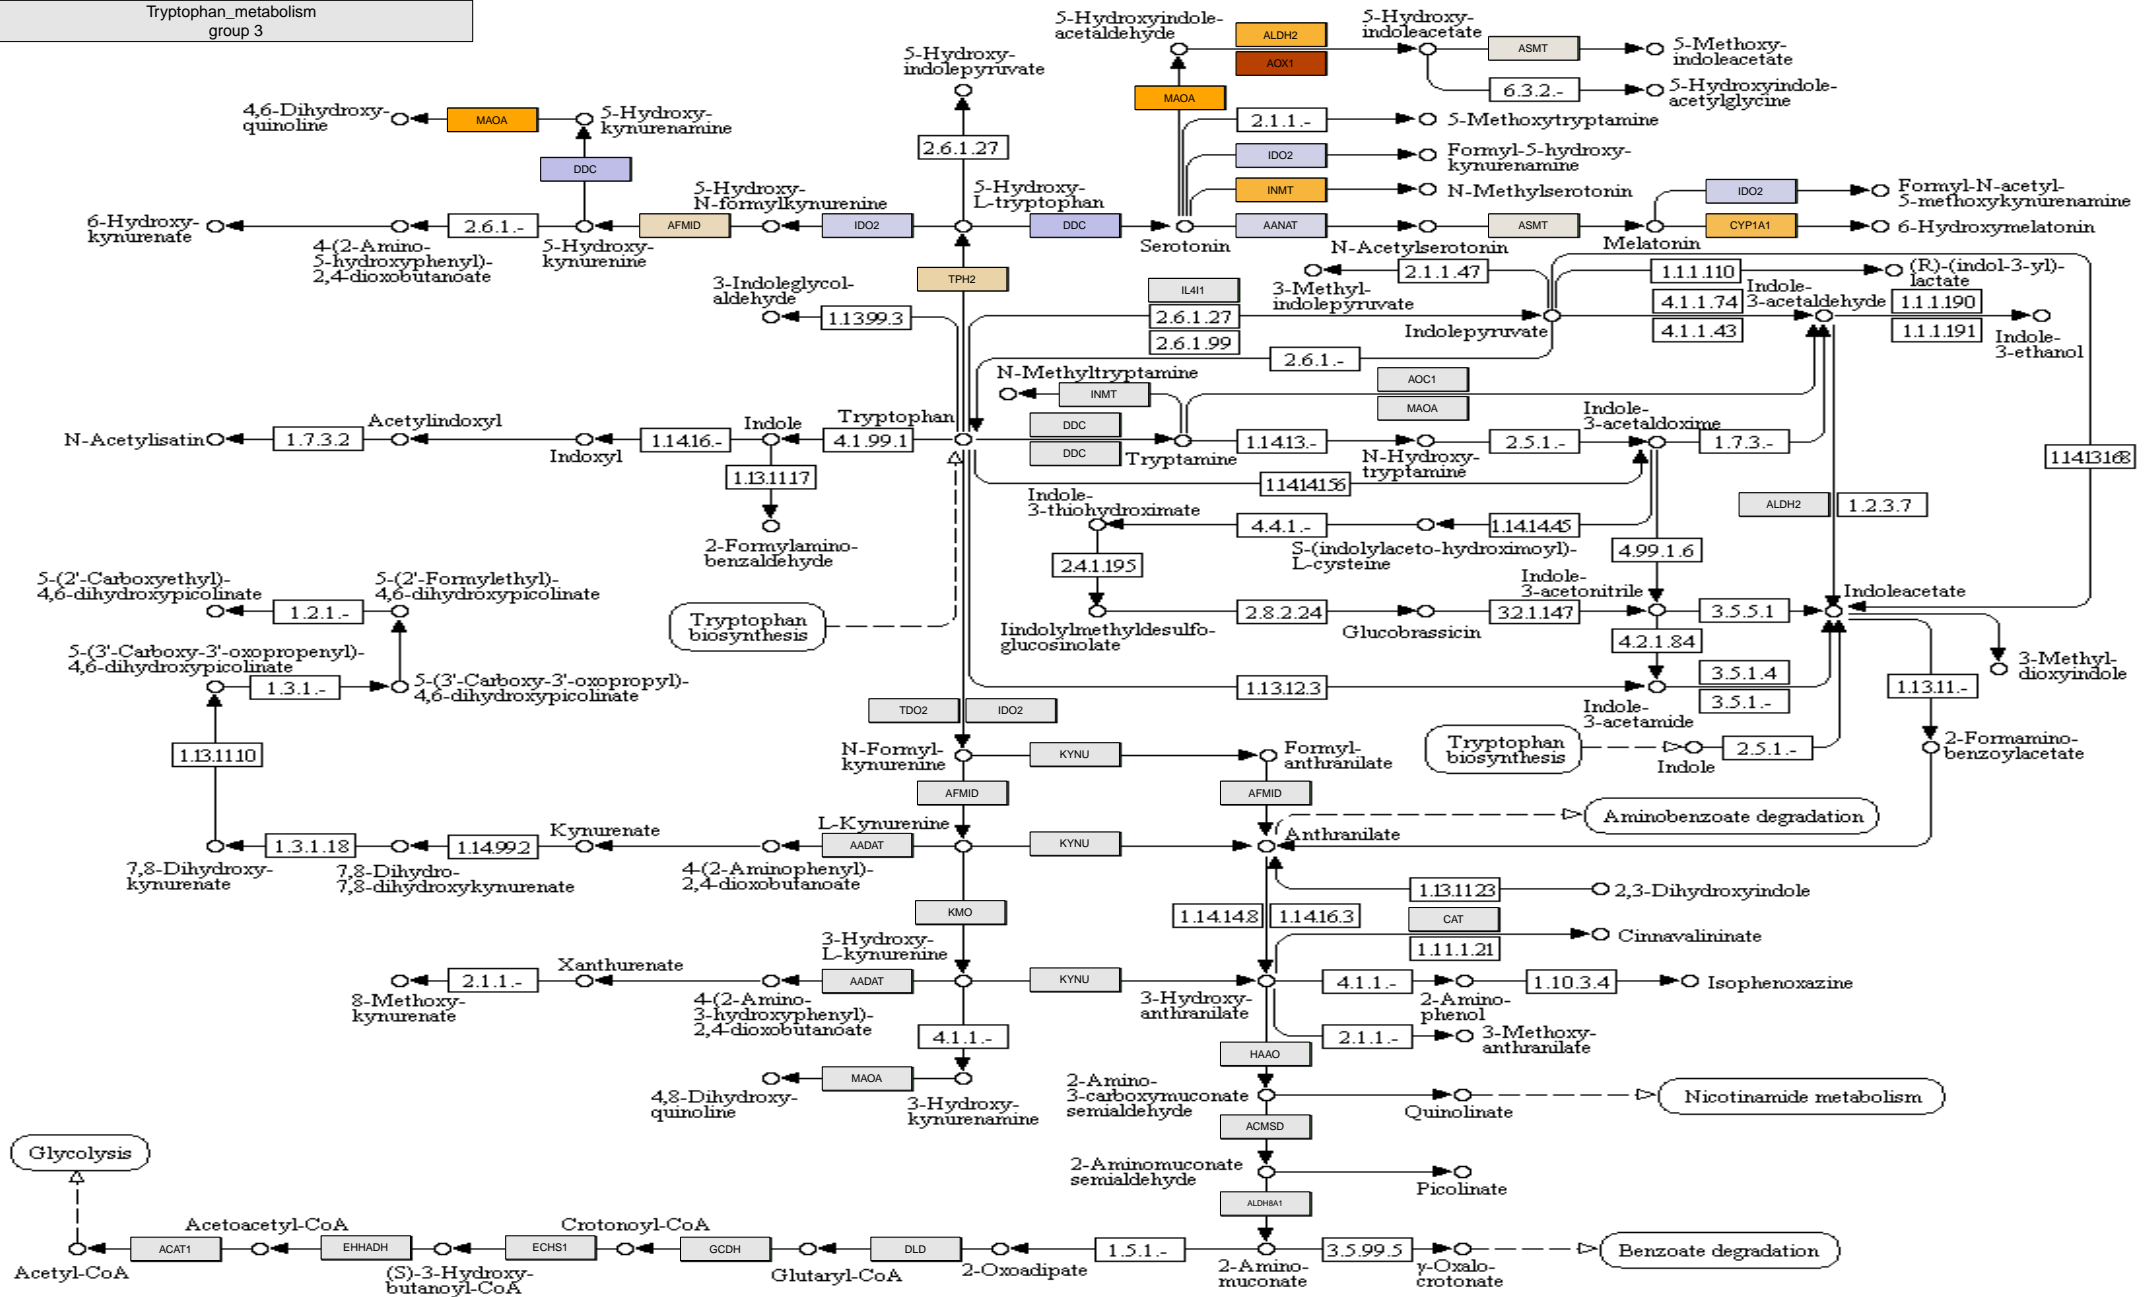 Tryptophan_metabolism
group 3
5-Hydroxyindole-
acetaldehyde
ALDH2
AOX1
5-Hydroxy-
indoleacetate
ASMT
5-Methoxy-
indoleacetate
6.3.2.-
5-Hydroxyindole-
acetylglycine
5-Hydroxy-
indolepyruvate
4,6-Dihydroxy-
quinoline
MAOA
5-Hydroxy-
kynurenamine
MAOA
2.1.1.-
5-Methoxytryptamine
2.6.1.27
IDO2
Formyl-5-hydroxy-
kynurenamine
DDC
INMT
N-Methylserotonin
IDO2
Formyl-N-acetyl-
5-methoxykynurenamine
5-Hydroxy-
N-formylkynurenine
5-Hydroxy-
L-tryptophan
6-Hydroxy-
kynurenate
2.6.1.-
AFMID
IDO2
DDC
AANAT
ASMT
CYP1A1
6-Hydroxymelatonin
4-(2-Amino-
5-hydroxyphenyl)-
2,4-dioxobutanoate
5-Hydroxy-
kynurenine
Serotonin
N-Acetylserotonin
Melatonin
TPH2
3-Indoleglycol-
aldehyde
1.13.99.3
IL4I1
2.6.1.27
2.6.1.99
3-Methyl-
indolepyruvate
2.1.1.47
1.1.1.110
(R)-(indol-3-yl)-
lactate
Indolepyruvate
4.1.1.74
4.1.1.43
Indole-
3-acetaldehyde
1.1.1.190
1.1.1.191
Indole-
3-ethanol
2.6.1.-
N-Methyltryptamine
INMT
AOC1
MAOA
N-Acetylisatin
1.7.3.2
Acetylindoxyl
Indoxyl
1.14.16.-
Indole
4.1.99.1
Tryptophan
DDC
DDC
Tryptamine
1.14.13.-
N-Hydroxy-
tryptamine
2.5.1.-
Indole-
3-acetaldoxime
1.7.3.-
1.14.13.168
1.13.11.17
1.14.14.156
2-Formylamino-
benzaldehyde
Indole-
3-thiohydroximate
4.4.1.-
S-(indolylaceto-hydroximoyl)-
L-cysteine
1.14.14.45
ALDH2
1.2.3.7
2.4.1.195
4.99.1.6
5-(2'-Carboxyethyl)-
4,6-dihydroxypicolinate
1.2.1.-
5-(2'-Formylethyl)-
4,6-dihydroxypicolinate
Tryptophan
biosynthesis
Iindolylmethyldesulfo-
glucosinolate
2.8.2.24
Glucobrassicin
3.2.1.147
Indole-
3-acetonitrile
3.5.5.1
Indoleacetate
4.2.1.84
5-(3'-Carboxy-3'-oxopropenyl)-
4,6-dihydroxypicolinate
1.3.1.-
5-(3'-Carboxy-3'-oxopropyl)-
4,6-dihydroxypicolinate
1.13.12.3
Indole-
3-acetamide
3.5.1.4
3.5.1.-
1.13.11.-
3-Methyl-
dioxyindole
TDO2
IDO2
1.13.11.10
N-Formyl-
kynurenine
KYNU
Formyl-
anthranilate
Tryptophan
biosynthesis
Indole
2.5.1.-
2-Formamino-
benzoylacetate
AFMID
AFMID
Aminobenzoate degradation
7,8-Dihydroxy-
kynurenate
1.3.1.18
7,8-Dihydro-
7,8-dihydroxykynurenate
1.14.99.2
Kynurenate
4-(2-Aminophenyl)-
2,4-dioxobutanoate
AADAT
L-Kynurenine
KYNU
Anthranilate
1.13.11.23
2,3-Dihydroxyindole
KMO
1.14.14.8
1.14.16.3
CAT
1.11.1.21
Cinnavalininate
8-Methoxy-
kynurenate
2.1.1.-
Xanthurenate
4-(2-Amino-
3-hydroxyphenyl)-
2,4-dioxobutanoate
AADAT
3-Hydroxy-
L-kynurenine
KYNU
3-Hydroxy-
anthranilate
4.1.1.-
2-Amino-
phenol
1.10.3.4
Isophenoxazine
4.1.1.-
2.1.1.-
3-Methoxy-
anthranilate
HAAO
4,8-Dihydroxy-
quinoline
MAOA
3-Hydroxy-
kynurenamine
2-Amino-
3-carboxymuconate
semialdehyde
Quinolinate
Nicotinamide metabolism
ACMSD
Glycolysis
2-Aminomuconate
semialdehyde
Picolinate
ALDH8A1
Acetyl-CoA
ACAT1
Acetoacetyl-CoA
EHHADH
(S)-3-Hydroxy-
butanoyl-CoA
ECHS1
Crotonoyl-CoA
GCDH
Glutaryl-CoA
DLD
2-Oxoadipate
1.5.1.-
2-Amino-
muconate
3.5.99.5
γ-Oxalo-
crotonate
Benzoate degradation